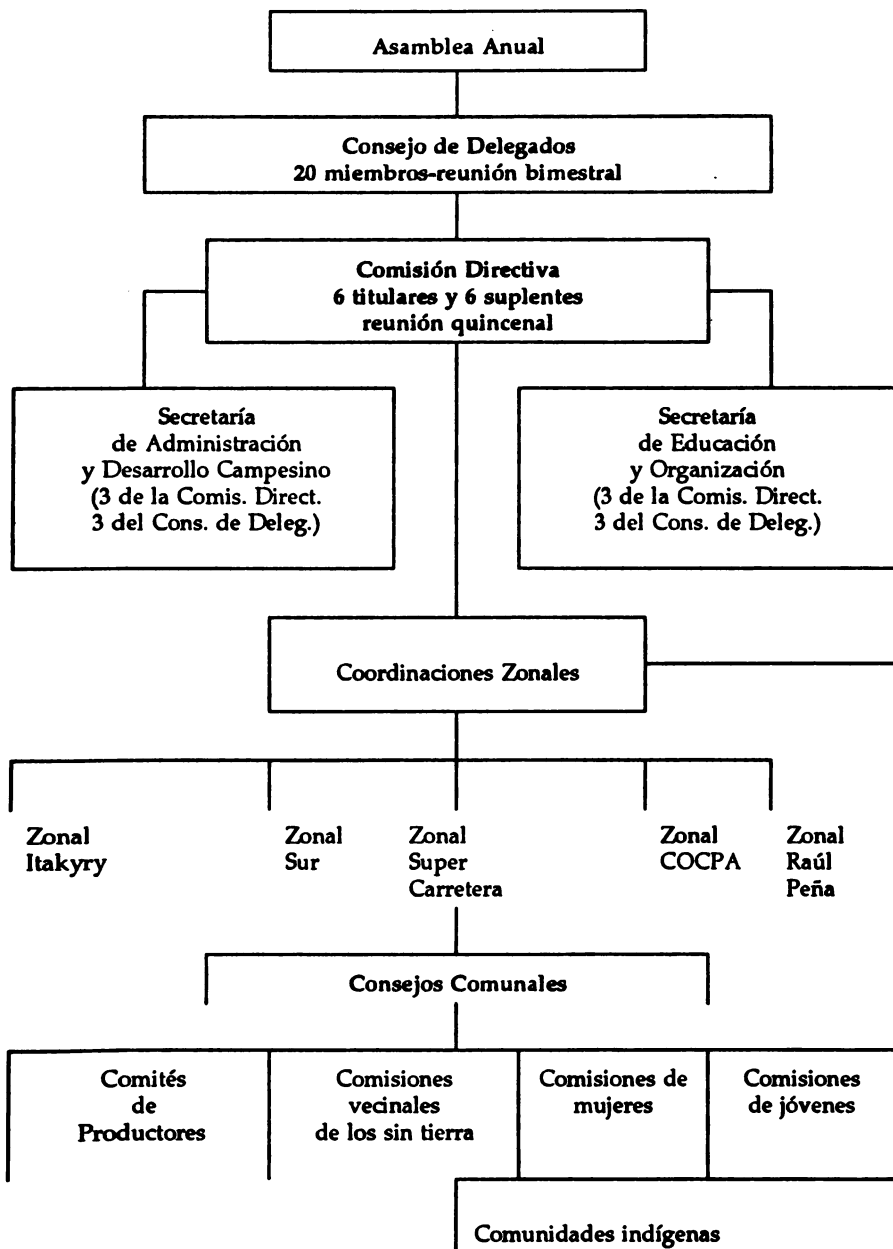 Asamblea Anual
Consejo de Delegados
20 miembros-reunión bimestral
Comisión Directiva
6 titulares y 6 suplentes
reunión quincenal
Secretaría
de Administración
y Desarrollo Campesino
(3 de la Comis. Direct.
3 del Cons. de Deleg.)
Secretaría
de Educación
y Organización
(3 de la Comis. Direct.
3 del Cons. de Deleg.)
Coordinaciones Zonales
Zonal
Itakyry
Zonal
Sur
Zonal
Super
Carretera
Zonal
COCPA
Zonal
Raúl
Peña
Consejos Comunales
Comités
de
Productores
Comisiones
vecinales
de los sin tierra
Comisiones de
mujeres
Comisiones
de jóvenes
Comunidades indígenas